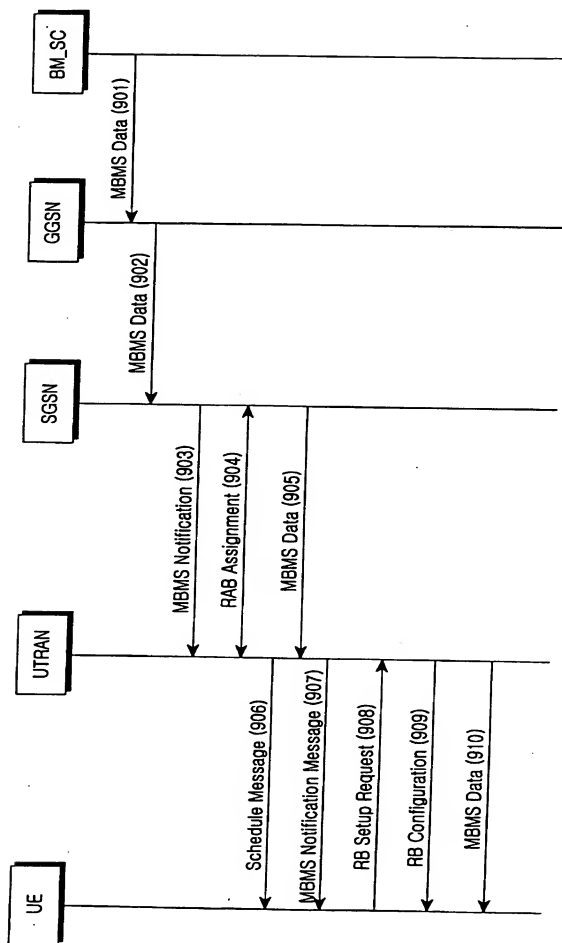 UE
UTRAN
SGSN
GGSN
BM_SC
MBMS Data (901)
MBMS Data (902)
MBMS Notification (903)
RAB Assignment (904)
MBMS Data (905)
Schedule Message (906)
MBMS Notification Message (907)
RB Setup Request (908)
RB Configuration (909)
MBMS Data (910)